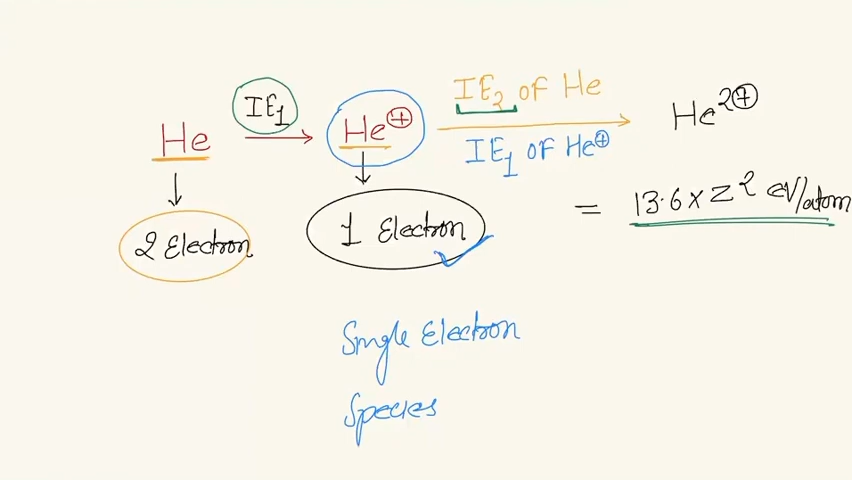 He
IE₁
He⊕
IE₂ of He
IE₁ of He⊕
He²⊕
2 Electron
1 Electron
= 13.6 x Z² eV/atom
Single Electron
Species